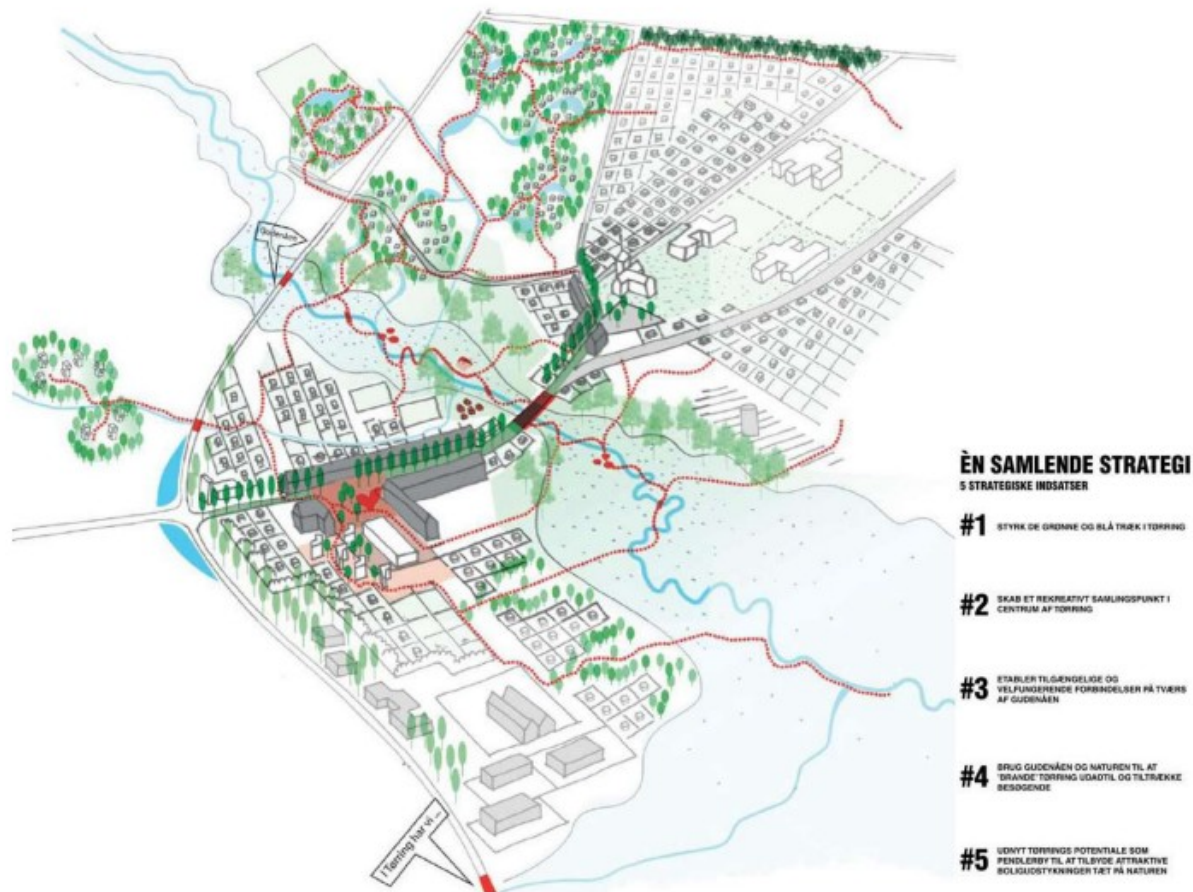 Gudenåen
ÈN SAMLENDE STRATEGI
5 STRATEGISKE INDSATSER
#1 STYRK DE GRØNNE OG BLÅ TRÆK I TØRRING
#2 SKAB ET REKREATIVT SAMLINGSPUNKT I
CENTRUM AF TØRRING
#3 ETABLER TILGÆNGELIGE OG
VELFUNGERENDE FORBINDELSER PÅ TVÆRS
AF GUDENÅEN
#4 BRUG GUDENÅEN OG NATUREN TIL AT
'BRANDE' TØRRING UDADTIL OG TILTRÆKKE
BESØGENDE
#5 UDNYT TØRRINGS POTENTIALE SOM
PENDLERBY TIL AT TILBYDE ATTRAKTIVE
BOLIGUDSTYKNINGER TÆT PÅ NATUREN
I Tørring har vi ...